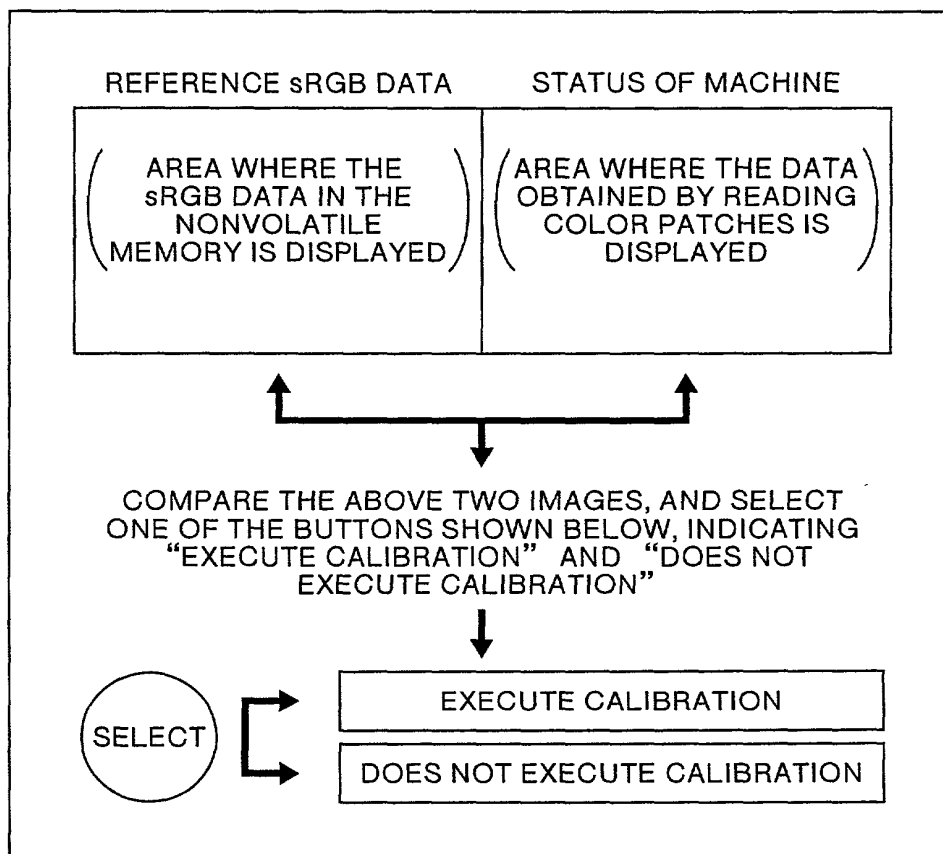 REFERENCE sRGB DATA
STATUS OF MACHINE
AREA WHERE THE
sRGB DATA IN THE
NONVOLATILE
MEMORY IS DISPLAYED
AREA WHERE THE DATA
OBTAINED BY READING
COLOR PATCHES IS
DISPLAYED
COMPARE THE ABOVE TWO IMAGES, AND SELECT
ONE OF THE BUTTONS SHOWN BELOW, INDICATING
“EXECUTE CALIBRATION” AND “DOES NOT
EXECUTE CALIBRATION”
SELECT
EXECUTE CALIBRATION
DOES NOT EXECUTE CALIBRATION